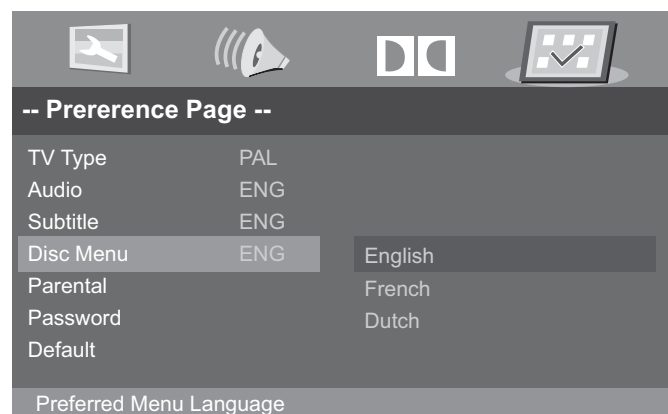 -- Prererence Page --
TV Type PAL
Audio ENG
Subtitle ENG
Disc Menu ENG English
Parental French
Password Dutch
Default
Preferred Menu Language